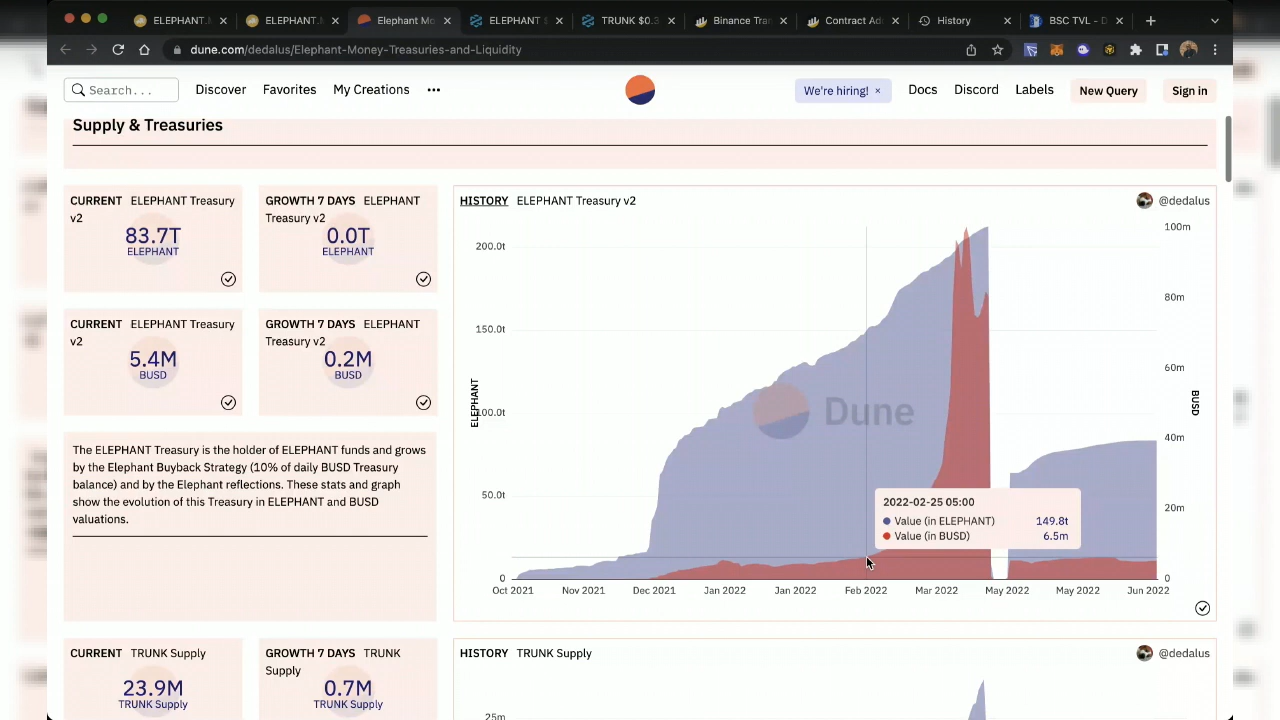 ELEPHANT.M
ELEPHANT.M
Elephant Mo
ELEPHANT $
TRUNK $0.3
Binance Tran
Contract Ad
History
BSC TVL - D
dune.com/dedalus/Elephant-Money-Treasuries-and-Liquidity
Search...
Discover
Favorites
My Creations
We're hiring! ×
Docs
Discord
Labels
New Query
Sign in
Supply & Treasuries
CURRENT ELEPHANT Treasury
v2
83.7T
ELEPHANT
GROWTH 7 DAYS ELEPHANT
Treasury v2
0.0T
ELEPHANT
CURRENT ELEPHANT Treasury
v2
5.4M
BUSD
GROWTH 7 DAYS ELEPHANT
Treasury v2
0.2M
BUSD
The ELEPHANT Treasury is the holder of ELEPHANT funds and grows
by the Elephant Buyback Strategy (10% of daily BUSD Treasury
balance) and by the Elephant reflections. These stats and graph
show the evolution of this Treasury in ELEPHANT and BUSD
valuations.
HISTORY ELEPHANT Treasury v2
@dedalus
200.0t
150.0t
100.0t
50.0t
0
ELEPHANT
100m
80m
60m
40m
20m
0
BUSD
Dune
2022-02-25 05:00
Value (in ELEPHANT) 149.8t
Value (in BUSD) 6.5m
Oct 2021 Nov 2021 Dec 2021 Jan 2022 Jan 2022 Feb 2022 Mar 2022 May 2022 May 2022 Jun 2022
CURRENT TRUNK Supply
23.9M
TRUNK Supply
GROWTH 7 DAYS TRUNK
Supply
0.7M
TRUNK Supply
HISTORY TRUNK Supply
@dedalus
25m